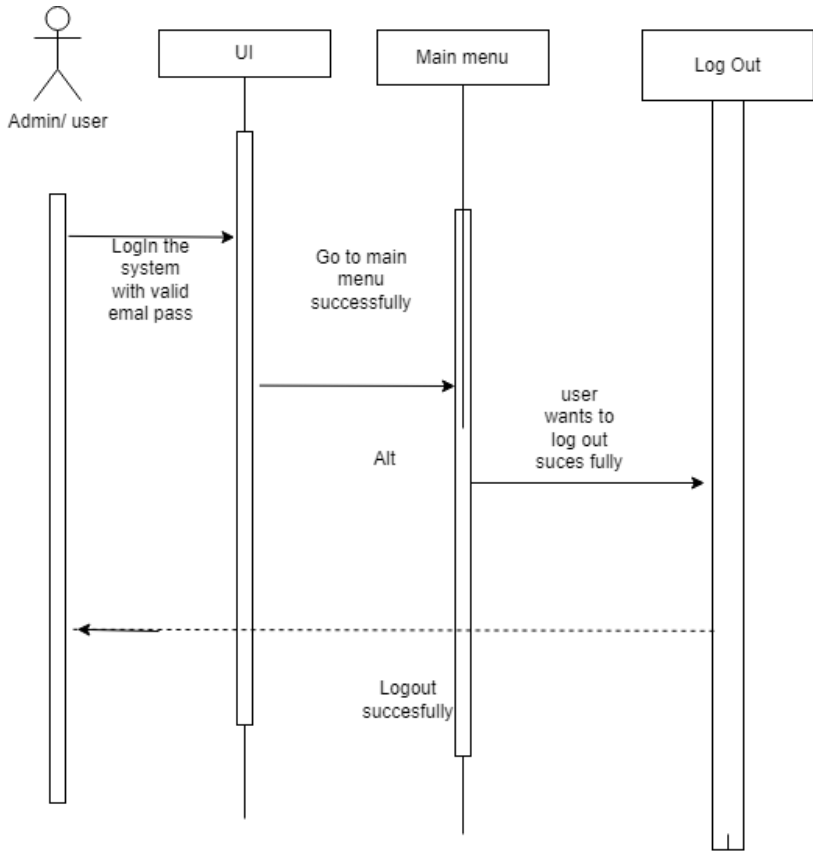 UI
Main menu
Log Out
Admin/ user
LogIn the
system
with valid
emal pass
Go to main
menu
successfully
user
wants to
log out
suces fully
Alt
Logout
succesfully